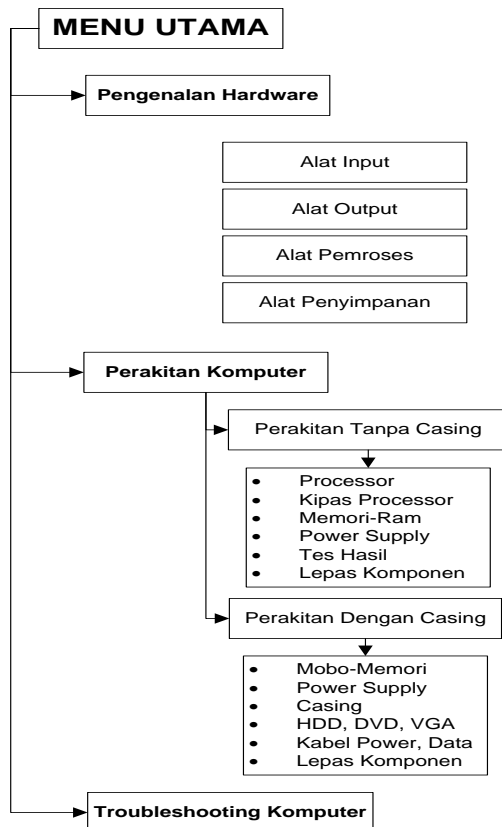 MENU UTAMA
Pengenalan Hardware
Alat Input
Alat Output
Alat Pemroses
Alat Penyimpanan
Perakitan Komputer
Perakitan Tanpa Casing
• Processor
• Kipas Processor
• Memori-Ram
• Power Supply
• Tes Hasil
• Lepas Komponen
Perakitan Dengan Casing
• Mobo-Memori
• Power Supply
• Casing
• HDD, DVD, VGA
• Kabel Power, Data
• Lepas Komponen
Troubleshooting Komputer